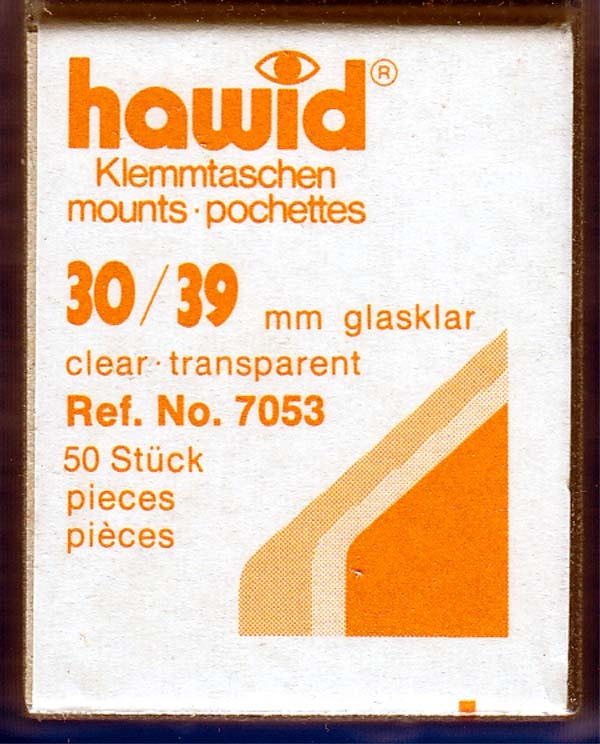 hawid®
Klemmtaschen
mounts · pochettes
30/39 mm glasklar
clear · transparent
Ref. No. 7053
50 Stück
pieces
pièces